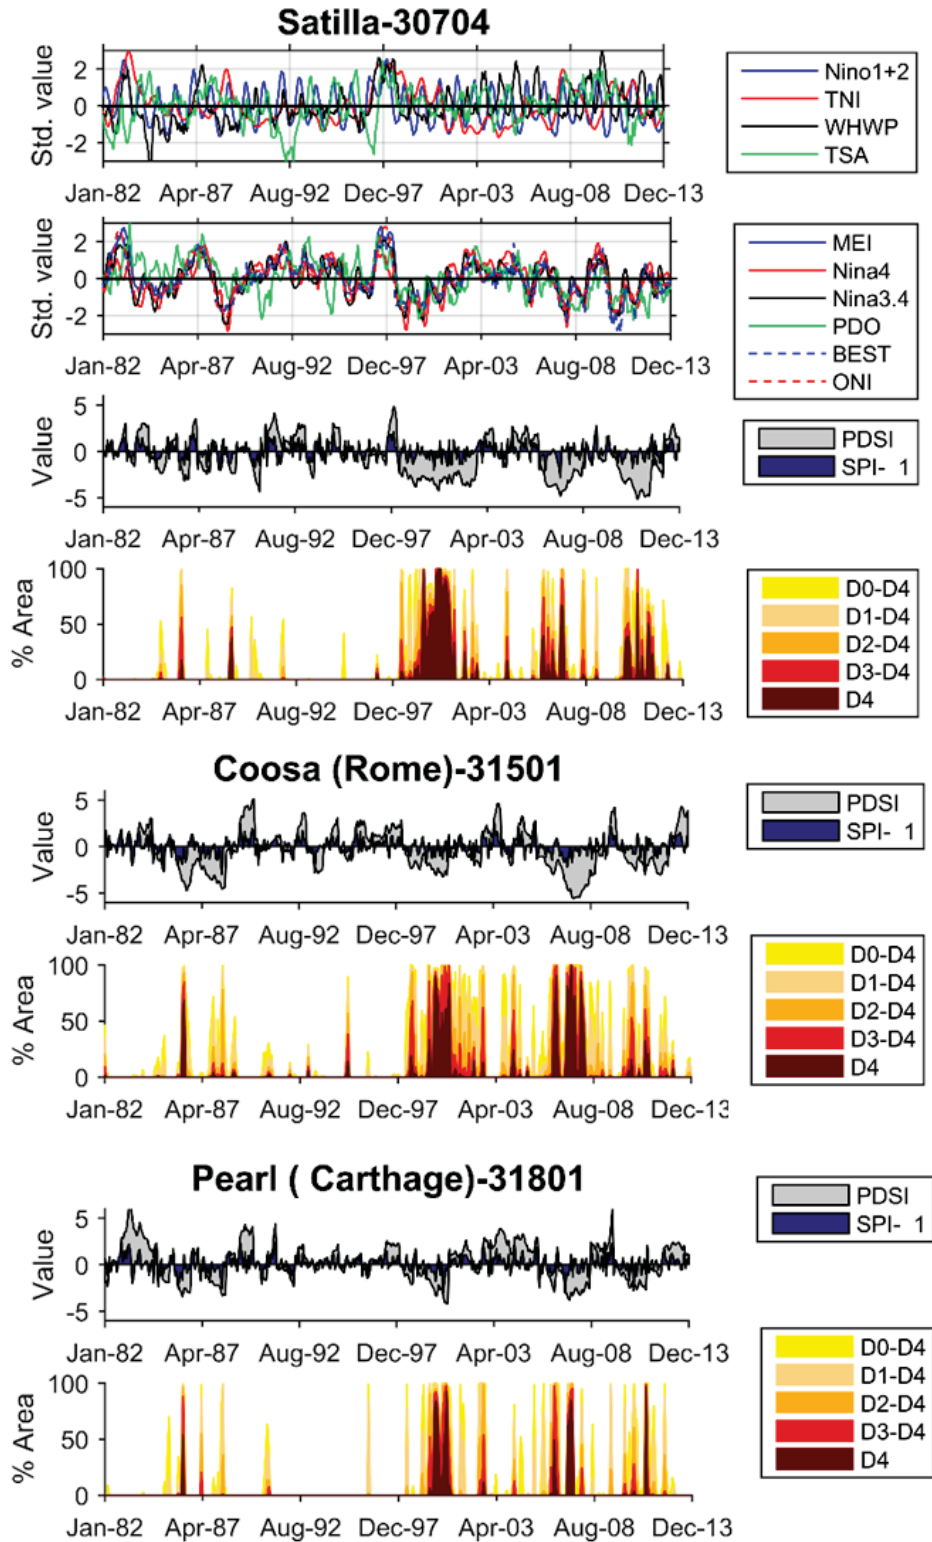 Satilla-30704
Std. value
2
0
-2
Jan-82 Apr-87 Aug-92 Dec-97 Apr-03 Aug-08 Dec-13
Nino1+2
TNI
WHWP
TSA
Std. value
2
0
-2
Jan-82 Apr-87 Aug-92 Dec-97 Apr-03 Aug-08 Dec-13
MEI
Nina4
Nina3.4
PDO
BEST
ONI
Value
5
0
-5
Jan-82 Apr-87 Aug-92 Dec-97 Apr-03 Aug-08 Dec-13
PDSI
SPI- 1
% Area
100
50
0
Jan-82 Apr-87 Aug-92 Dec-97 Apr-03 Aug-08 Dec-13
D0-D4
D1-D4
D2-D4
D3-D4
D4
Coosa (Rome)-31501
Value
5
0
-5
Jan-82 Apr-87 Aug-92 Dec-97 Apr-03 Aug-08 Dec-13
PDSI
SPI- 1
% Area
100
50
0
Jan-82 Apr-87 Aug-92 Dec-97 Apr-03 Aug-08 Dec-13
D0-D4
D1-D4
D2-D4
D3-D4
D4
Pearl ( Carthage)-31801
Value
5
0
-5
Jan-82 Apr-87 Aug-92 Dec-97 Apr-03 Aug-08 Dec-13
PDSI
SPI- 1
% Area
100
50
0
Jan-82 Apr-87 Aug-92 Dec-97 Apr-03 Aug-08 Dec-13
D0-D4
D1-D4
D2-D4
D3-D4
D4